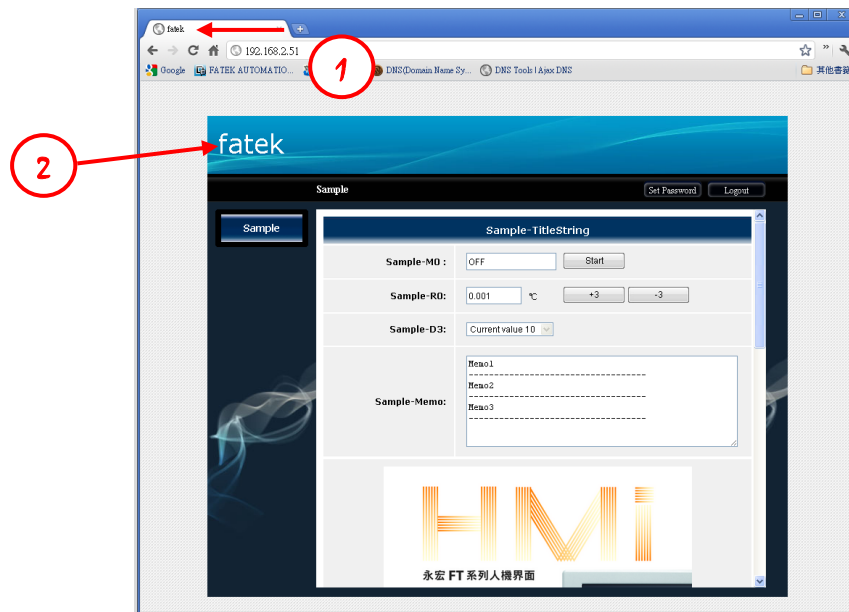 fatek
192.168.2.51
Google FATEK AUTOMATIO... DNS(Domain Name Sy... DNS Tools | Ajax DNS 其他書籤
1
2
fatek
Sample Set Password Logout
Sample
Sample-TitleString
Sample-M0 : OFF Start
Sample-R0: 0.001 ℃ +3 -3
Sample-D3: Current value 10
Sample-Memo:
Memo1
-----------------------------------
Memo2
-----------------------------------
Memo3
-----------------------------------
HMi
永宏 FT 系列人機界面